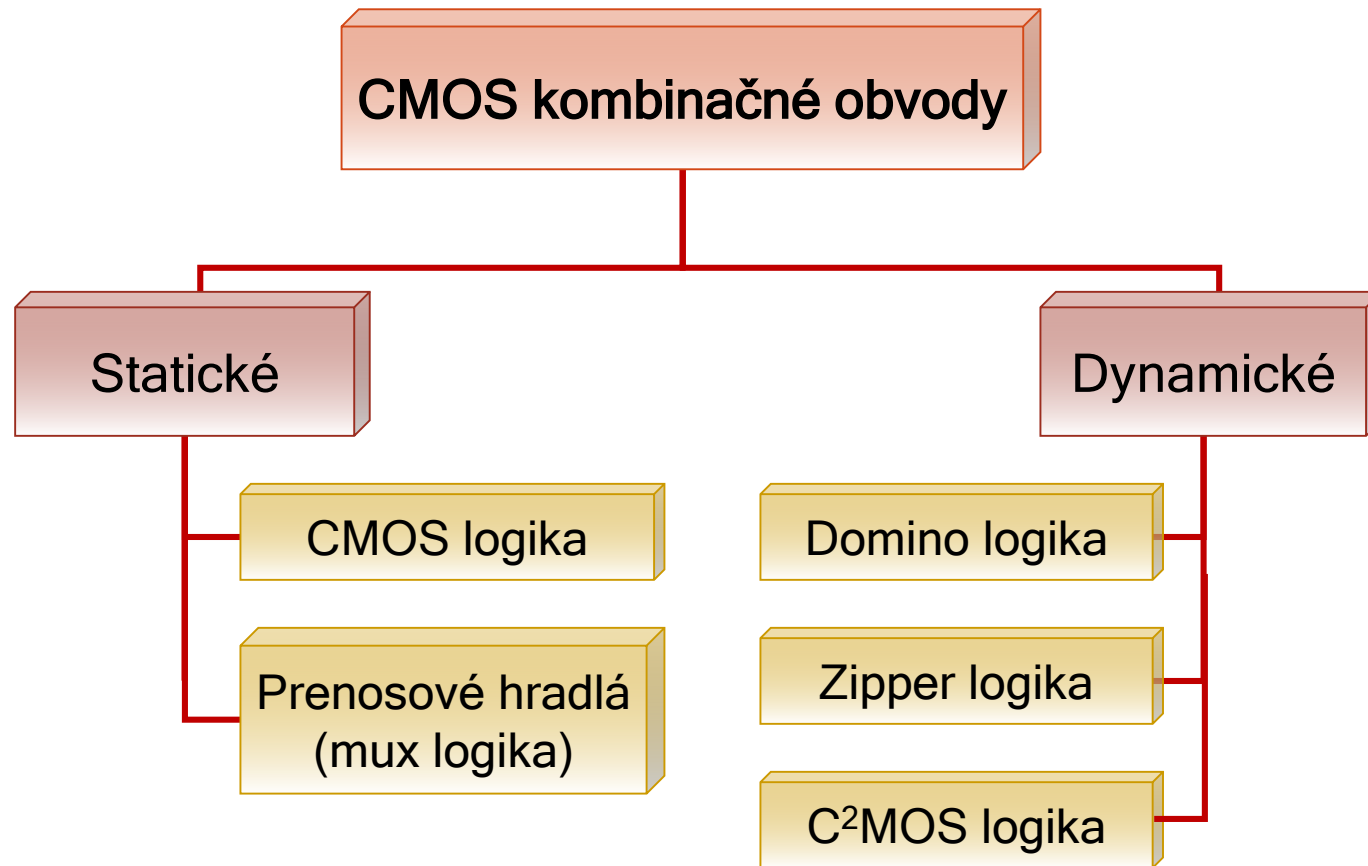 CMOS kombinačné obvody
Statické
Dynamické
CMOS logika
Prenosové hradlá
(mux logika)
Domino logika
Zipper logika
C²MOS logika